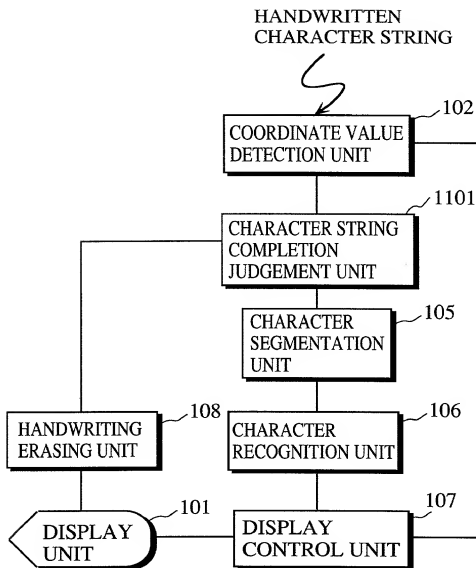 HANDWRITTEN
CHARACTER STRING
102
COORDINATE VALUE
DETECTION UNIT
1101
CHARACTER STRING
COMPLETION
JUDGEMENT UNIT
105
CHARACTER
SEGMENTATION
UNIT
108
HANDWRITING
ERASING UNIT
106
CHARACTER
RECOGNITION UNIT
101
DISPLAY
UNIT
107
DISPLAY
CONTROL UNIT